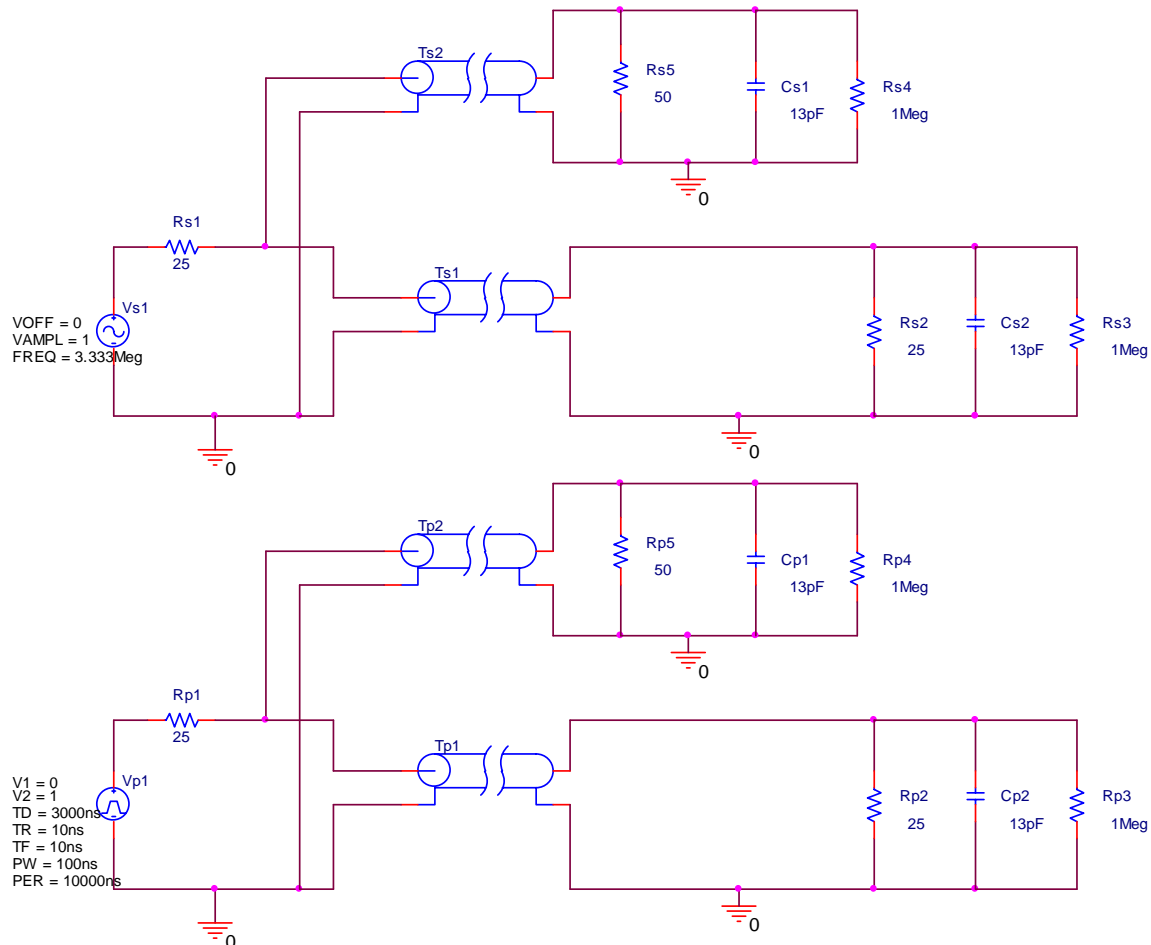 Ts2
Rs5
50
Cs1
13pF
Rs4
1Meg
0
Rs1
25
Ts1
Vs1
VOFF = 0
VAMPL = 1
FREQ = 3.333Meg
Rs2
25
Cs2
13pF
Rs3
1Meg
0
0
Tp2
Rp5
50
Cp1
13pF
Rp4
1Meg
0
Rp1
25
Tp1
Vp1
V1 = 0
V2 = 1
TD = 3000ns
TR = 10ns
TF = 10ns
PW = 100ns
PER = 10000ns
Rp2
25
Cp2
13pF
Rp3
1Meg
0
0